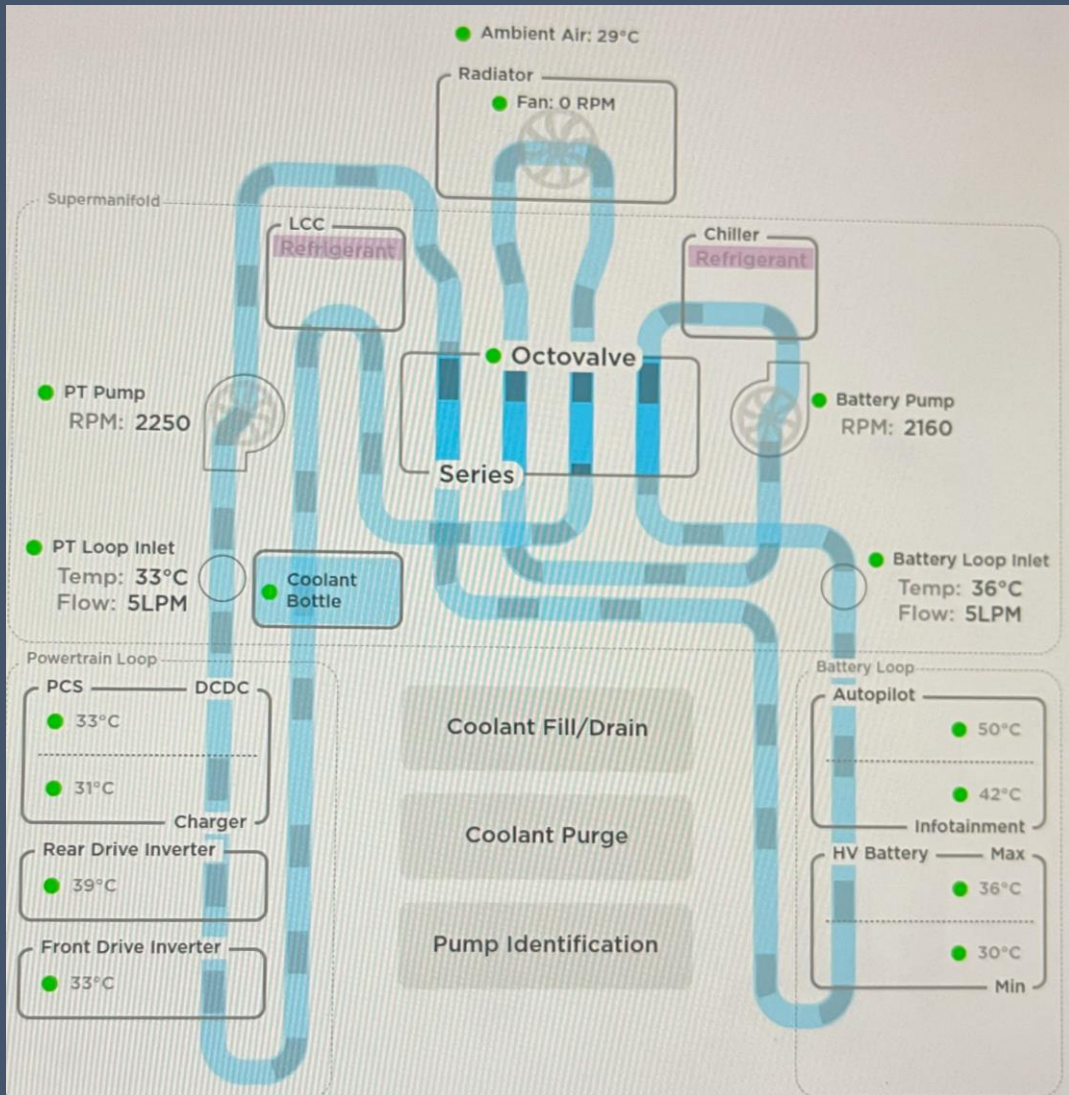 Ambient Air: 29°C
Radiator
Fan: 0 RPM
Supermanifold
LCC
Refrigerant
Chiller
Refrigerant
Octovalve
PT Pump
RPM: 2250
Battery Pump
RPM: 2160
Series
PT Loop Inlet
Temp: 33°C
Flow: 5LPM
Coolant
Bottle
Battery Loop Inlet
Temp: 36°C
Flow: 5LPM
Powertrain Loop
PCS DCDC
33°C
31°C
Charger
Rear Drive Inverter
39°C
Front Drive Inverter
33°C
Coolant Fill/Drain
Coolant Purge
Pump Identification
Battery Loop
Autopilot
50°C
42°C
Infotainment
HV Battery Max
36°C
30°C
Min